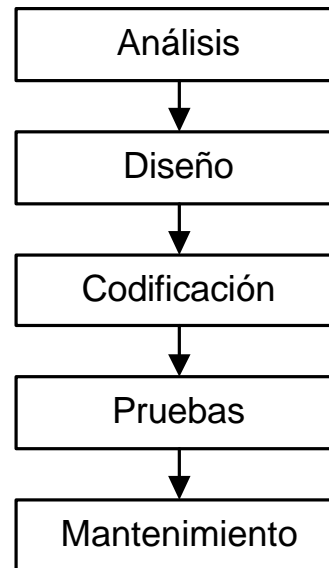 Análisis
Diseño
Codificación
Pruebas
Mantenimiento